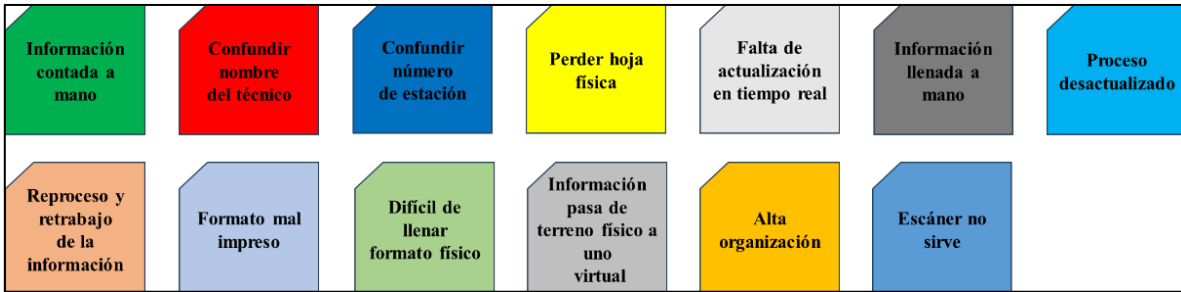 Información
contada a
mano
Confundir
nombre
del técnico
Confundir
número
de estación
Perder hoja
física
Falta de
actualización
en tiempo real
Información
llenada a
mano
Proceso
desactualizado
Reproceso y
retrabajo
de la
información
Formato mal
impreso
Difícil de
llenar
formato físico
Información
pasa de
terreno físico a
uno
virtual
Alta
organización
Escáner no
sirve